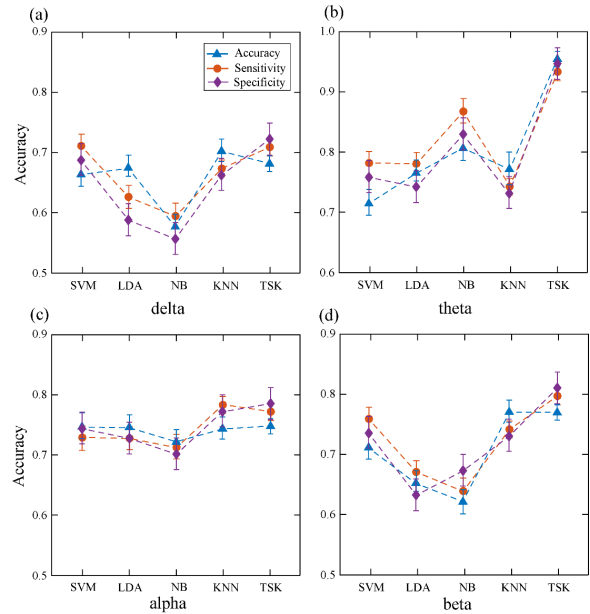 (a)
0.9
0.8
0.7
0.6
0.5
Accuracy
Accuracy
Sensitivity
Specificity
SVM LDA NB KNN TSK
delta
(b)
1.0
0.9
0.8
0.7
0.6
SVM LDA NB KNN TSK
theta
(c)
0.9
0.8
0.7
0.6
0.5
Accuracy
SVM LDA NB KNN TSK
alpha
(d)
0.9
0.8
0.7
0.6
0.5
SVM LDA NB KNN TSK
beta